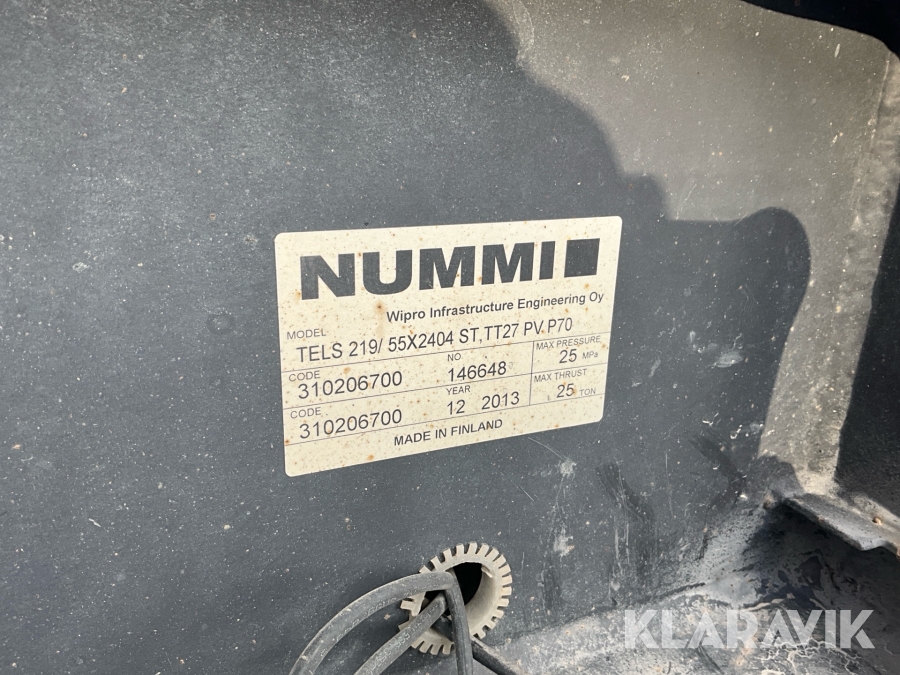 NUMMI
Wipro Infrastructure Engineering Oy
MODEL
TELS 219/ 55X2404 ST, TT27 PV P70
CODE
310206700
NO
146648
MAX PRESSURE
25 MPa
CODE
310206700
YEAR
12 2013
MAX THRUST
25 TON
MADE IN FINLAND
KLARAVIK